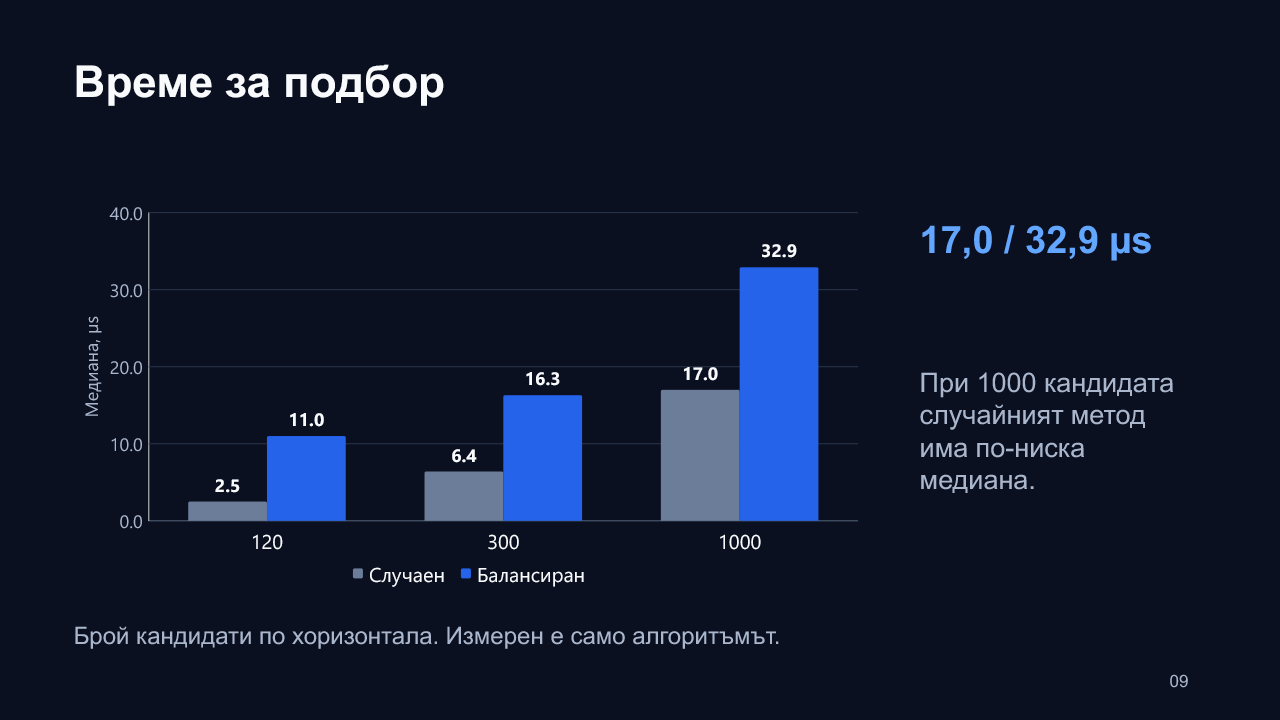 Време за подбор
40.0
30.0
20.0
10.0
0.0
Медиана, µs
2.5
11.0
6.4
16.3
17.0
32.9
120
300
1000
Случаен
Балансиран
17,0 / 32,9 µs
При 1000 кандидата
случайният метод
има по-ниска
медиана.
Брой кандидати по хоризонтала. Измерен е само алгоритъмът.
09